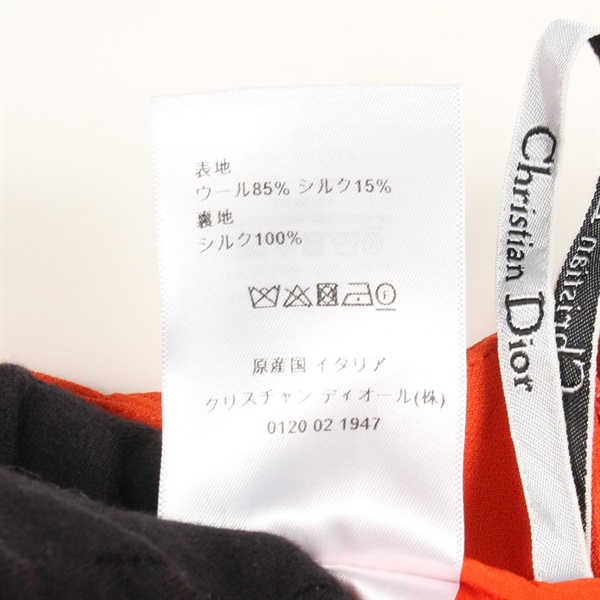 表地
ウール85% シルク15%
裏地
シルク100%
F
原産国 イタリア
クリスチャン ディオール(株)
0120 02 1947
Christian Dior
Christian